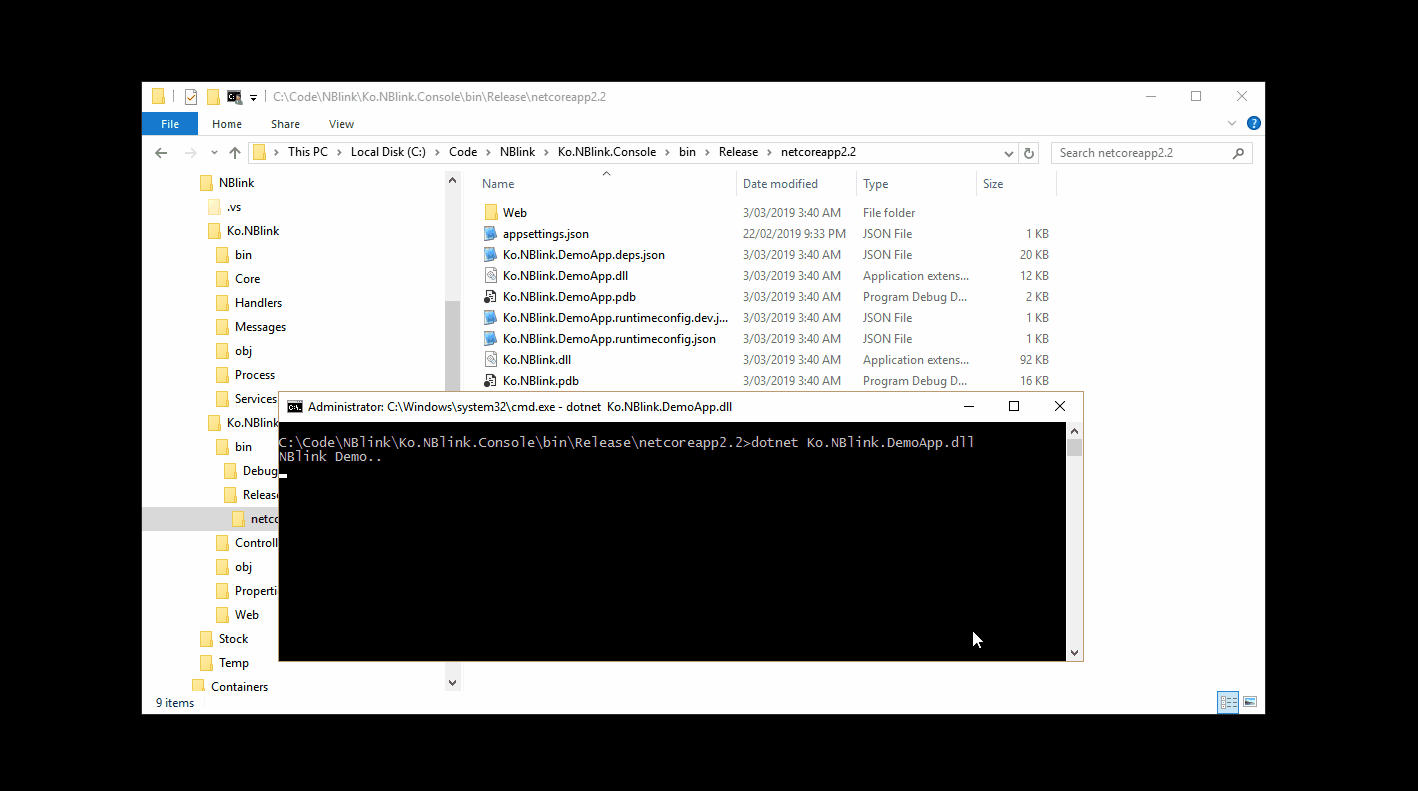 C:\Code\NBlink\Ko.NBlink.Console\bin\Release\netcoreapp2.2
File Home Share View
This PC Local Disk (C:) Code NBlink Ko.NBlink.Console bin Release netcoreapp2.2
Search netcoreapp2.2
NBlink
.vs
Ko.NBlink
bin
Core
Handlers
Messages
obj
Process
Services
Ko.NBlink
bin
Debug
Releas
netco
Controll
obj
Properti
Web
Stock
Temp
Containers
Name Date modified Type Size
Web 3/03/2019 3:40 AM File folder
appsettings.json 22/02/2019 9:33 PM JSON File 1 KB
Ko.NBlink.DemoApp.deps.json 3/03/2019 3:40 AM JSON File 20 KB
Ko.NBlink.DemoApp.dll 3/03/2019 3:40 AM Application extens... 12 KB
Ko.NBlink.DemoApp.pdb 3/03/2019 3:40 AM Program Debug D... 2 KB
Ko.NBlink.DemoApp.runtimeconfig.dev.j... 3/03/2019 3:40 AM JSON File 1 KB
Ko.NBlink.DemoApp.runtimeconfig.json 3/03/2019 3:40 AM JSON File 1 KB
Ko.NBlink.dll 3/03/2019 3:40 AM Application extens... 92 KB
Ko.NBlink.pdb 3/03/2019 3:40 AM Program Debug D... 16 KB
Administrator: C:\Windows\system32\cmd.exe - dotnet Ko.NBlink.DemoApp.dll
C:\Code\NBlink\Ko.NBlink.Console\bin\Release\netcoreapp2.2>dotnet Ko.NBlink.DemoApp.dll
NBlink Demo..
9 items